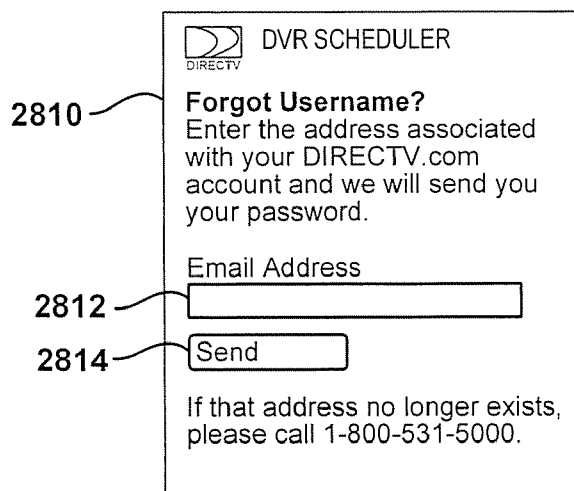 DIRECTV
DVR SCHEDULER
2810
Forgot Username?
Enter the address associated
with your DIRECTV.com
account and we will send you
your password.
Email Address
2812
2814
Send
If that address no longer exists,
please call 1-800-531-5000.